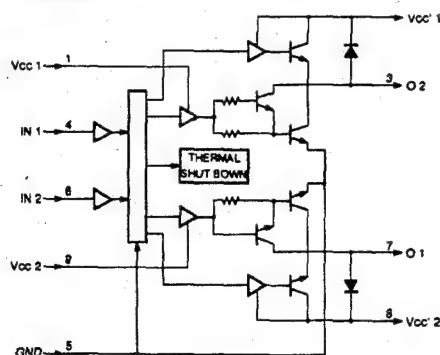 Vcc' 1
Vcc 1 1
3 O 2
IN 1 4
THERMAL
SHUT BOWN
IN 2 6
7 O 1
Vcc 2 9
8 Vcc' 2
GND 5